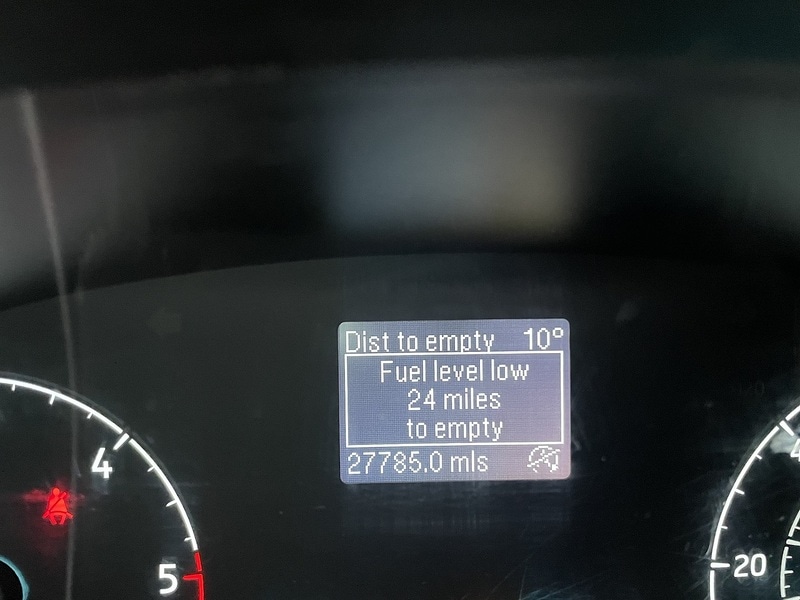 Dist to empty 10°
Fuel level low
24 miles
to empty
27785.0 mls
4
5
20